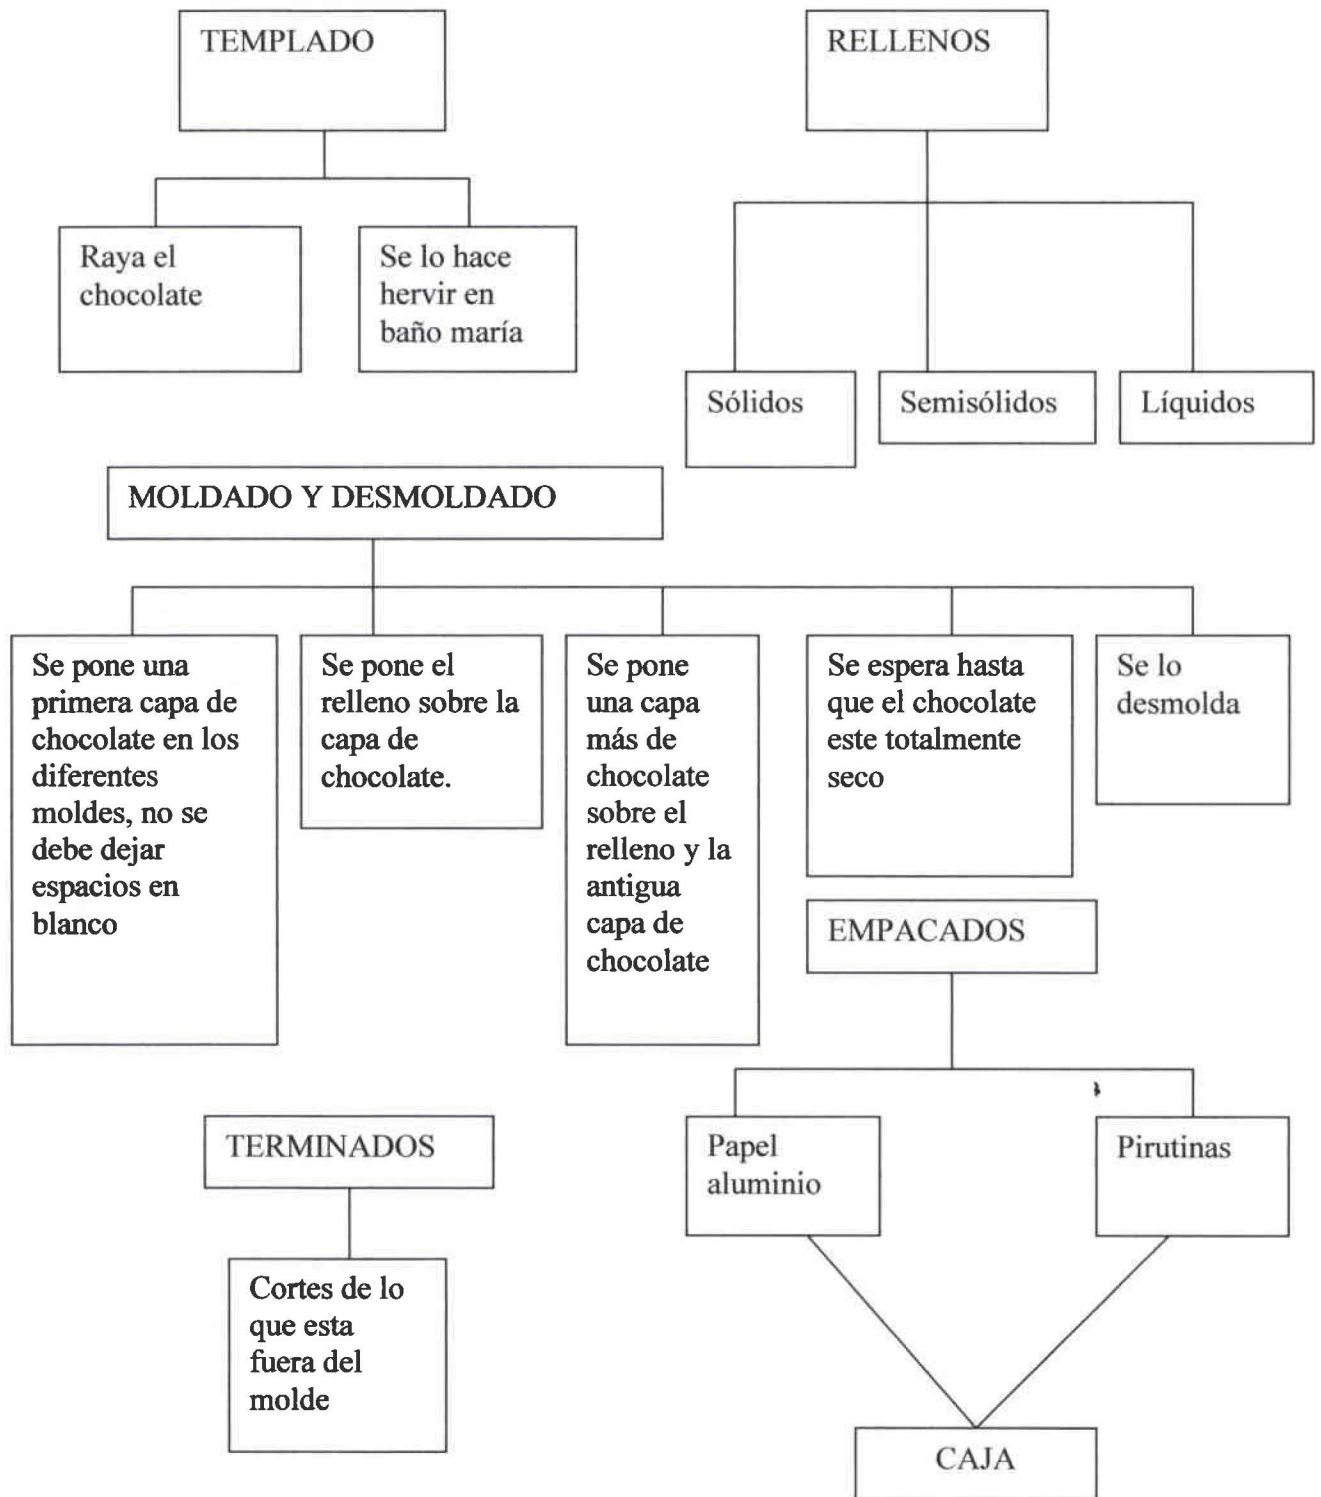 TEMPLADO
RELLENOS
Raya el
chocolate
Se lo hace
hervir en
baño maría
Sólidos
Semisólidos
Líquidos
MOLDADO Y DESMOLDADO
Se pone una
primera capa de
chocolate en los
diferentes
moldes, no se
debe dejar
espacios en
blanco
Se pone el
relleno sobre la
capa de
chocolate.
Se pone
una capa
más de
chocolate
sobre el
relleno y la
antigua
capa de
chocolate
Se espera hasta
que el chocolate
este totalmente
seco
Se lo
desmolda
EMPACADOS
Papel
aluminio
Pirutinas
CAJA
TERMINADOS
Cortes de lo
que esta
fuera del
molde